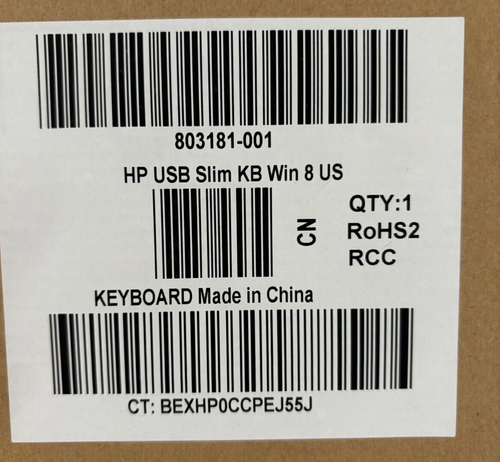 803181-001
HP USB Slim KB Win 8 US
CN
QTY:1
RoHS2
RCC
KEYBOARD Made in China
CT: BEXHP0CCPEJ55J